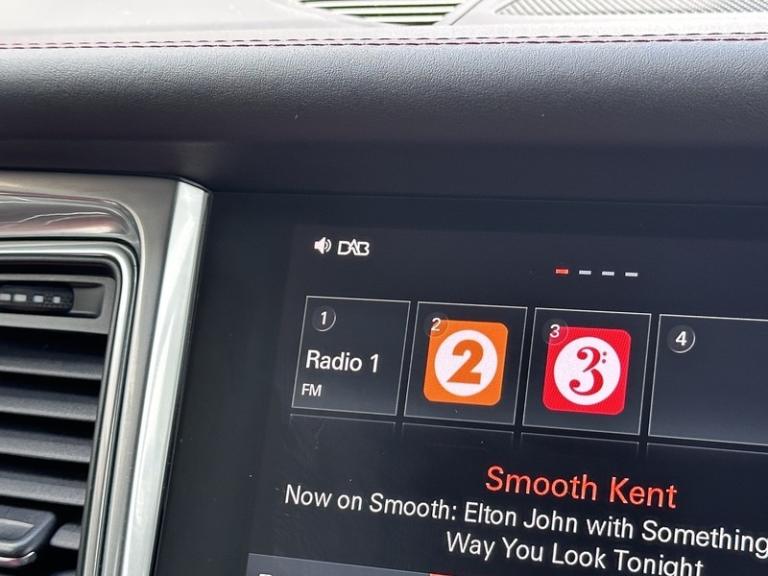 DAB
1
2
3
4
Radio 1
FM
2
3
Smooth Kent
Now on Smooth: Elton John with Something
Way You Look Tonight